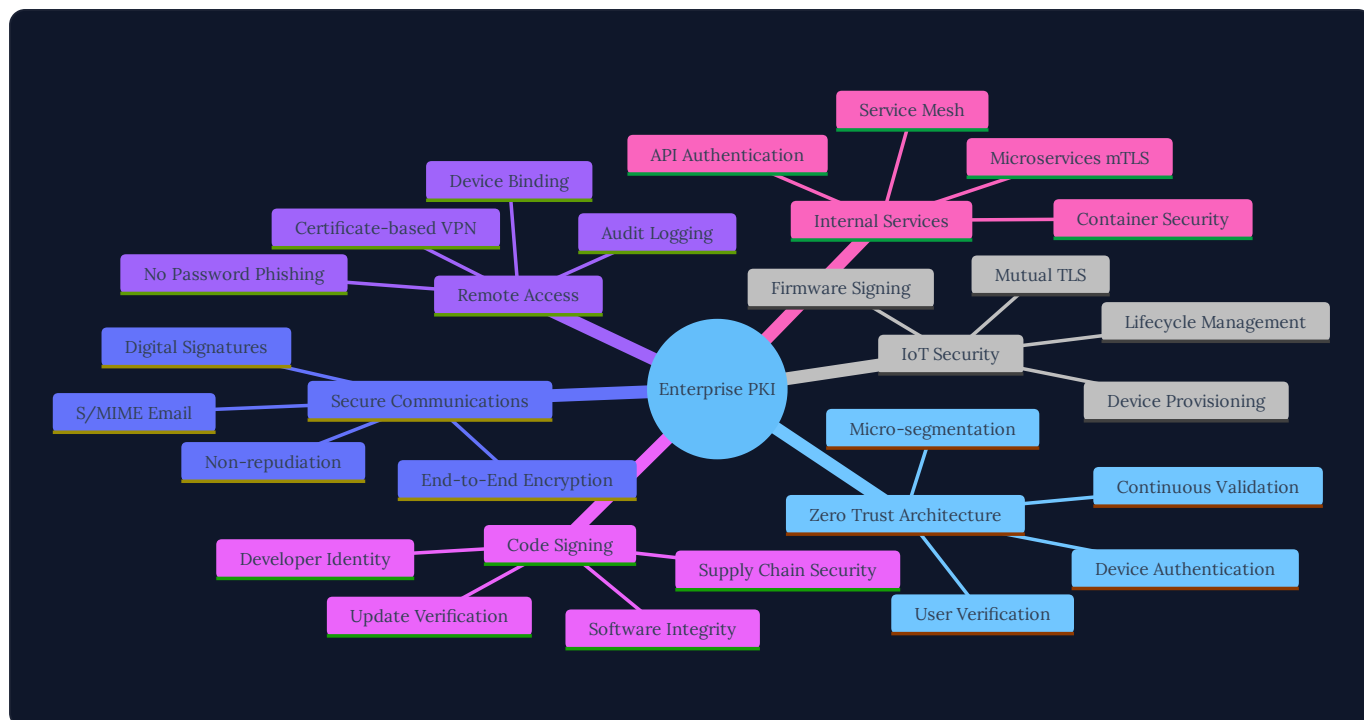 Service Mesh
API Authentication
Microservices mTLS
Device Binding
Certificate-based VPN
Audit Logging
Internal Services
Container Security
No Password Phishing
Remote Access
Firmware Signing
Mutual TLS
Lifecycle Management
Digital Signatures
IoT Security
Enterprise PKI
Secure Communications
Device Provisioning
S/MIME Email
Micro-segmentation
Non-repudiation
End-to-End Encryption
Continuous Validation
Zero Trust Architecture
Code Signing
Developer Identity
Supply Chain Security
Device Authentication
Update Verification
Software Integrity
User Verification